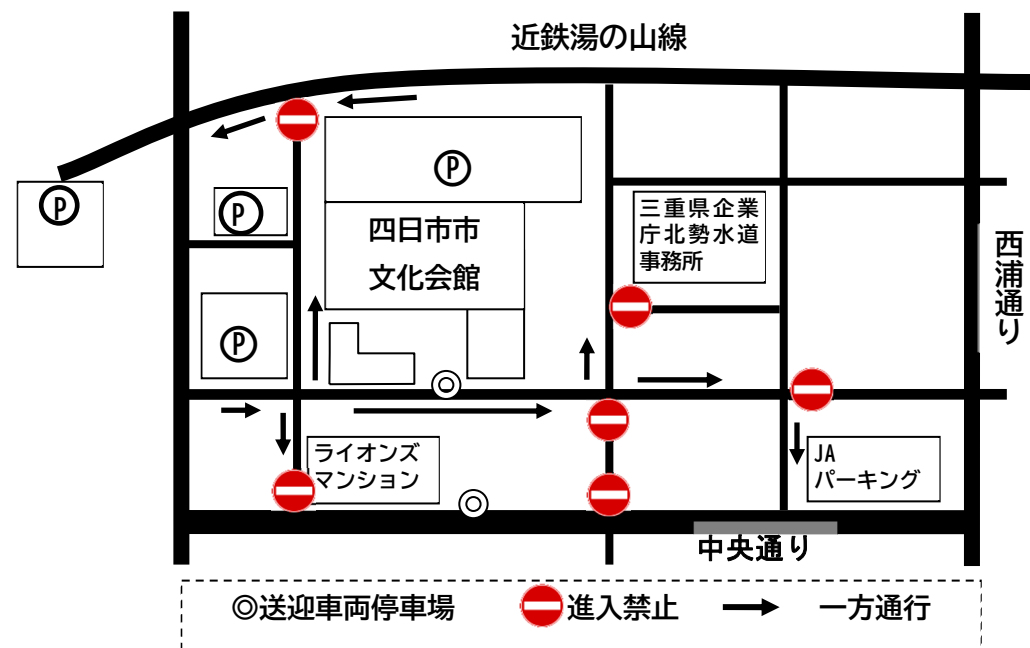 近鉄湯の山線
P
P
P
P
四日市市
文化会館
三重県企業
庁北勢水道
事務所
西浦通り
ライオンズ
マンション
JA
パーキング
中央通り
◎送迎車両停車場
進入禁止
一方通行